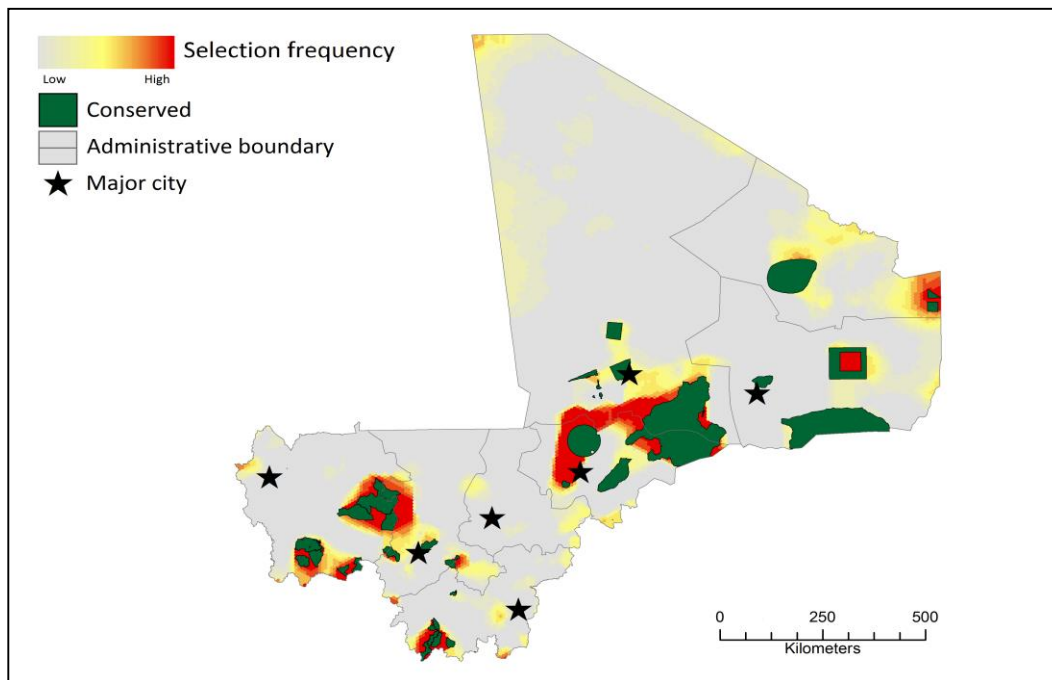 Selection frequency
Low High
Conserved
Administrative boundary
Major city
0 250 500
Kilometers